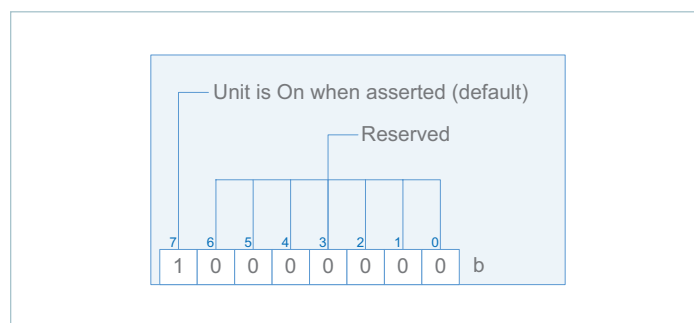 Unit is On when asserted (default)
Reserved
7 6 5 4 3 2 1 0
1 0 0 0 0 0 0 0 b